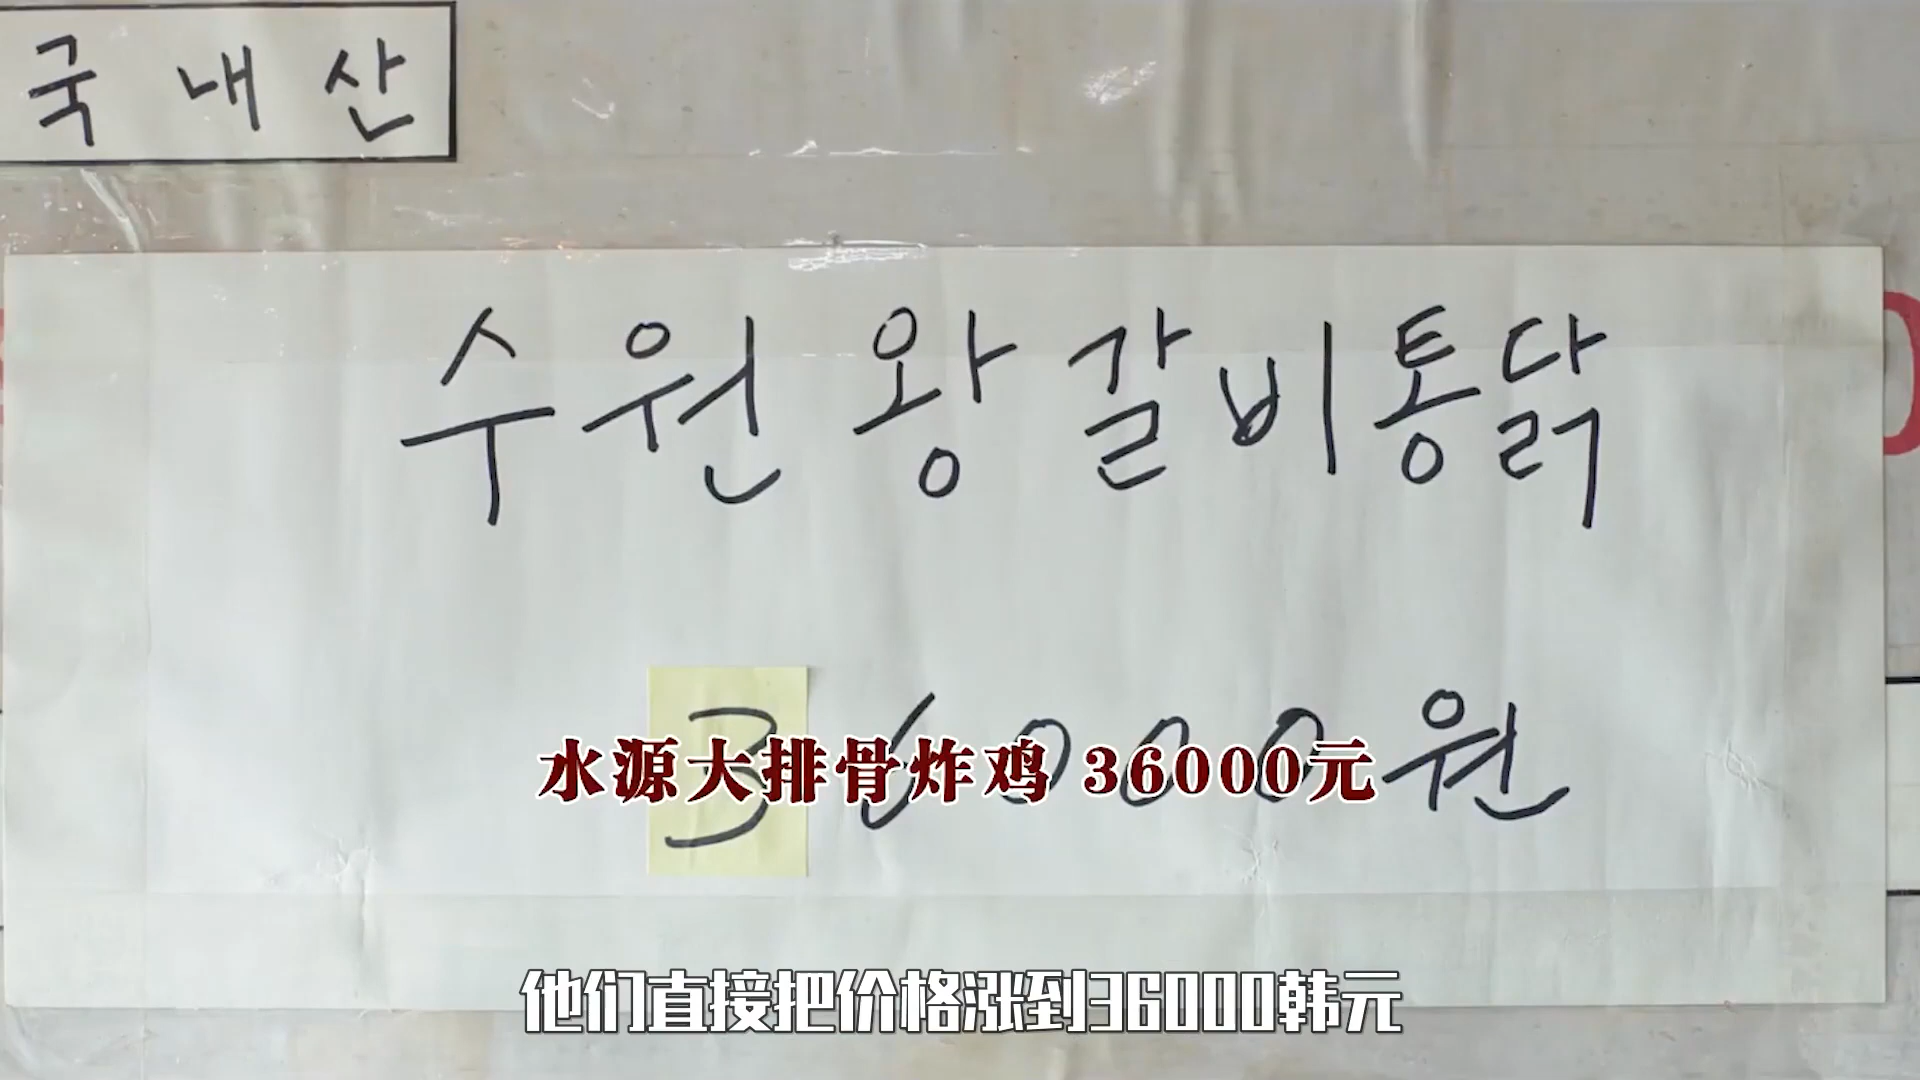 국내산
수원 왕갈비통닭
36000원
水源大排骨炸鸡 36000元
他们直接把价格涨到36000韩元